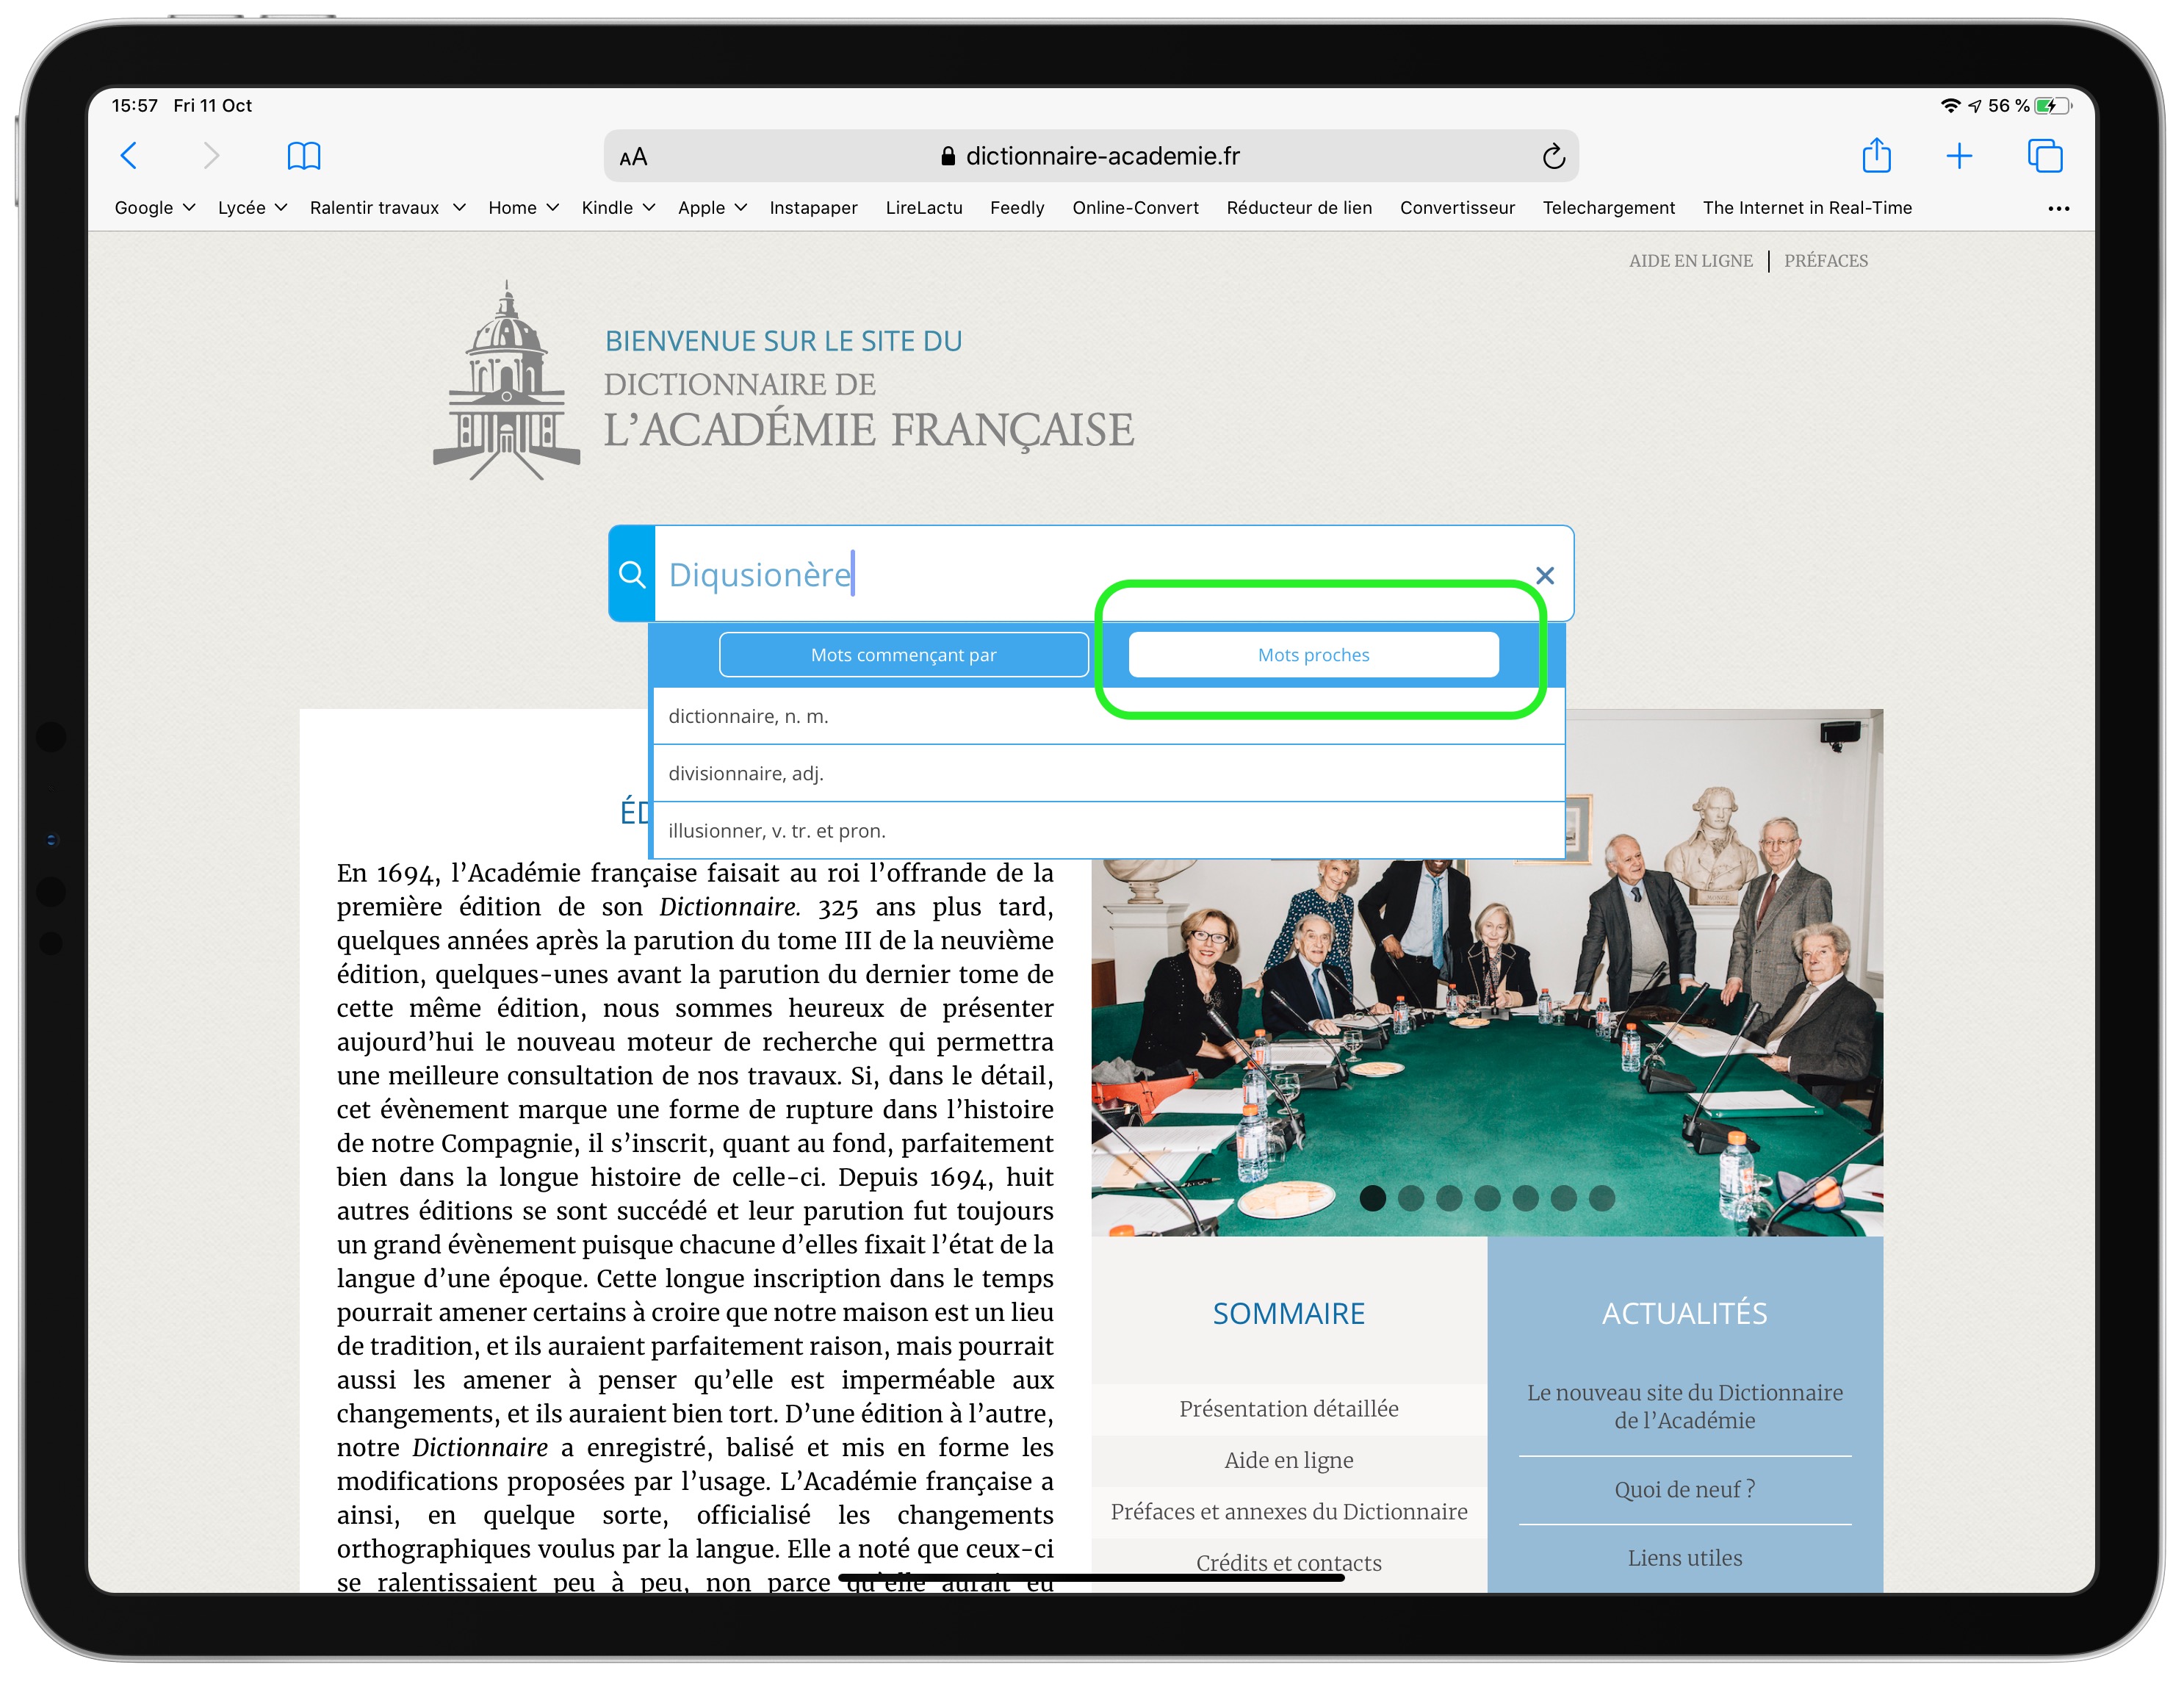 15:57 Fri 11 Oct
56 %
AA
dictionnaire-academie.fr
Google Lycée Ralentir travaux Home Kindle Apple Instapaper LireLactu Feedly Online-Convert Réducteur de lien Convertisseur Telechargement The Internet in Real-Time
AIDE EN LIGNE | PRÉFACES
BIENVENUE SUR LE SITE DU
DICTIONNAIRE DE
L’ACADÉMIE FRANÇAISE
Diqusionère
Mots commençant par
Mots proches
dictionnaire, n. m.
divisionnaire, adj.
illusionner, v. tr. et pron.
En 1694, l’Académie française faisait au roi l’offrande de la
première édition de son Dictionnaire. 325 ans plus tard,
quelques années après la parution du tome III de la neuvième
édition, quelques-unes avant la parution du dernier tome de
cette même édition, nous sommes heureux de présenter
aujourd’hui le nouveau moteur de recherche qui permettra
une meilleure consultation de nos travaux. Si, dans le détail,
cet évènement marque une forme de rupture dans l’histoire
de notre Compagnie, il s’inscrit, quant au fond, parfaitement
bien dans la longue histoire de celle-ci. Depuis 1694, huit
autres éditions se sont succédé et leur parution fut toujours
un grand évènement puisque chacune d’elles fixait l’état de la
langue d’une époque. Cette longue inscription dans le temps
pourrait amener certains à croire que notre maison est un lieu
de tradition, et ils auraient parfaitement raison, mais pourrait
aussi les amener à penser qu’elle est imperméable aux
changements, et ils auraient bien tort. D’une édition à l’autre,
notre Dictionnaire a enregistré, balisé et mis en forme les
modifications proposées par l’usage. L’Académie française a
ainsi, en quelque sorte, officialisé les changements
orthographiques voulus par la langue. Elle a noté que ceux-ci
se ralentissaient peu à peu, non parce qu’elle aurait eu
SOMMAIRE
Présentation détaillée
Aide en ligne
Préfaces et annexes du Dictionnaire
Crédits et contacts
ACTUALITÉS
Le nouveau site du Dictionnaire
de l’Académie
Quoi de neuf ?
Liens utiles